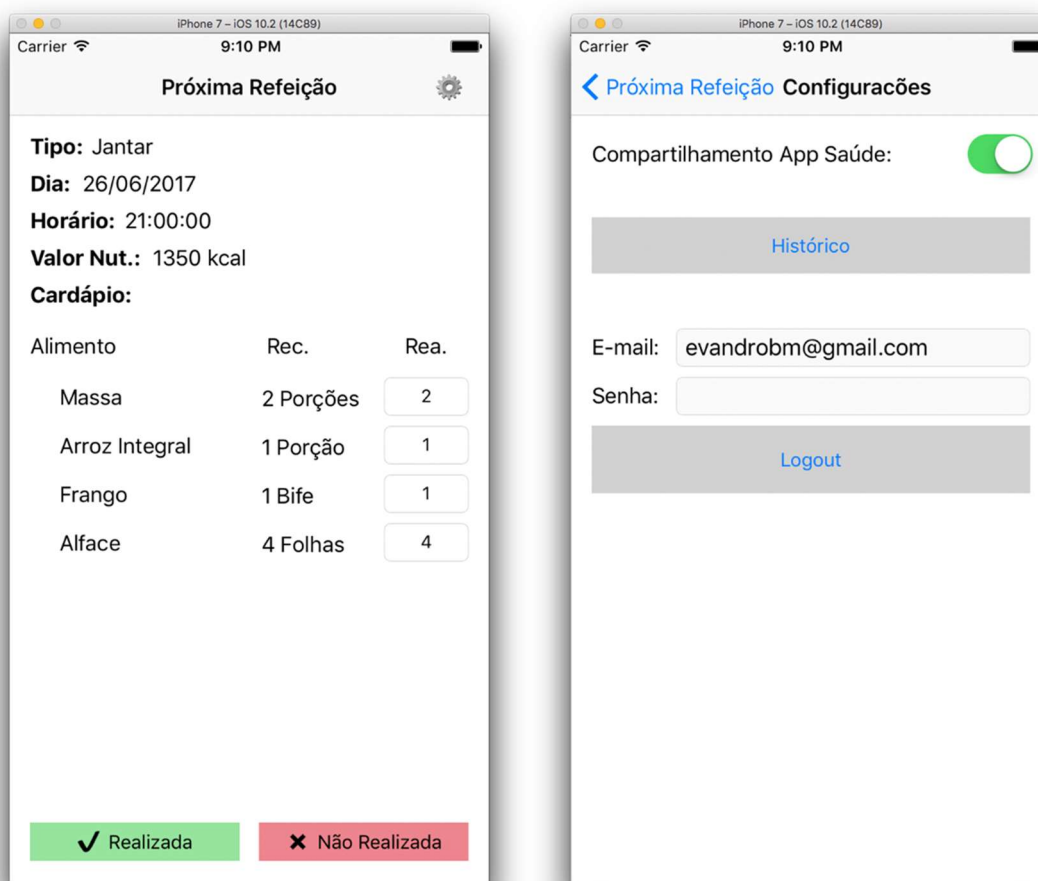 iPhone 7 – iOS 10.2 (14C89)
Carrier 9:10 PM
Próxima Refeição
Tipo: Jantar
Dia: 26/06/2017
Horário: 21:00:00
Valor Nut.: 1350 kcal
Cardápio:
Alimento Rec. Rea.
Massa 2 Porções 2
Arroz Integral 1 Porção 1
Frango 1 Bife 1
Alface 4 Folhas 4
Realizada Não Realizada
iPhone 7 – iOS 10.2 (14C89)
Carrier 9:10 PM
Próxima Refeição Configuracões
Compartilhamento App Saúde:
Histórico
E-mail: evandrobm@gmail.com
Senha:
Logout